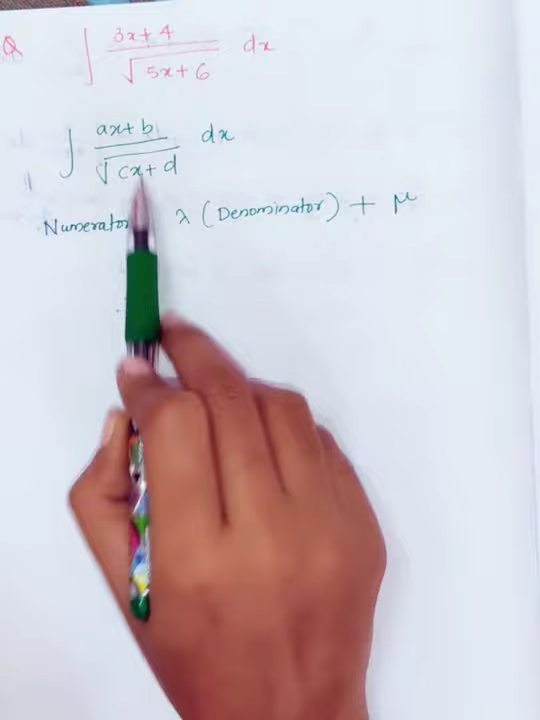 Q ∫ 3x+4 / √5x+6 dx
∫ ax+b / √cx+d dx
Numerator λ (Denominator) + μ